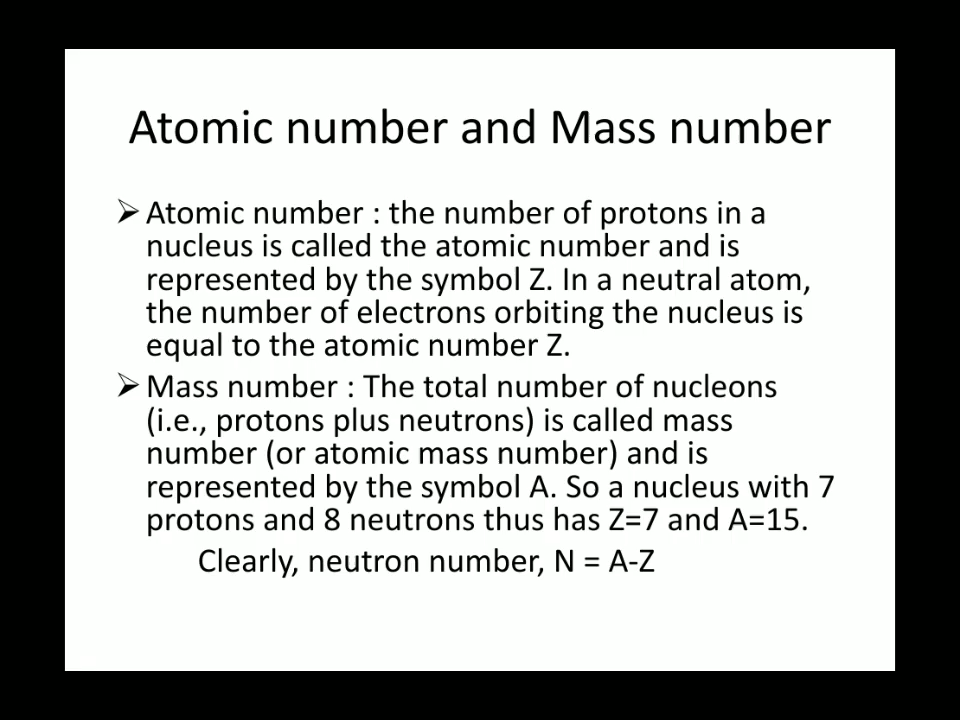 Atomic number and Mass number
Atomic number : the number of protons in a
nucleus is called the atomic number and is
represented by the symbol Z. In a neutral atom,
the number of electrons orbiting the nucleus is
equal to the atomic number Z.
Mass number : The total number of nucleons
(i.e., protons plus neutrons) is called mass
number (or atomic mass number) and is
represented by the symbol A. So a nucleus with 7
protons and 8 neutrons thus has Z=7 and A=15.
Clearly, neutron number, N = A-Z